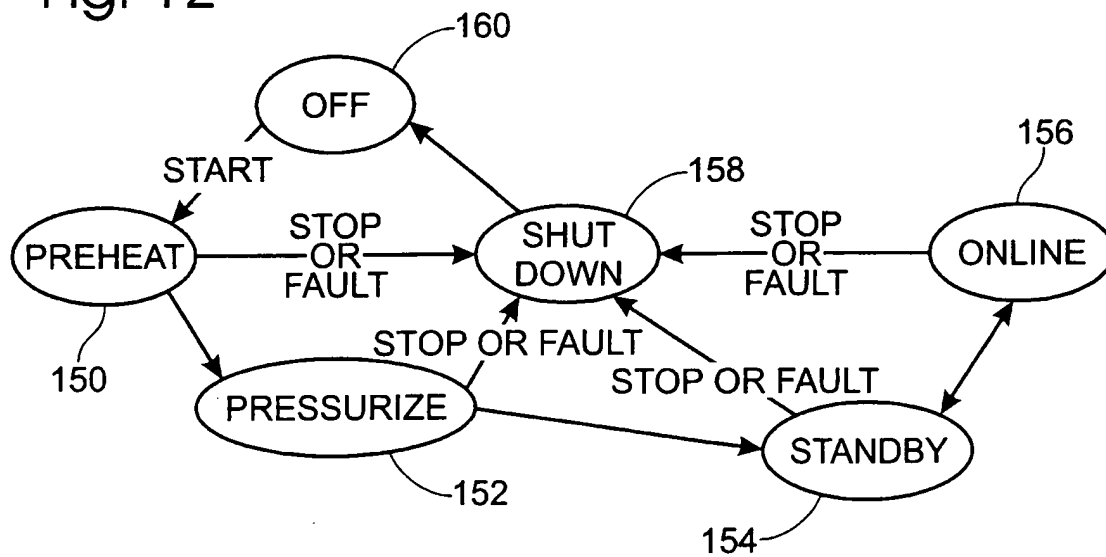 Fig. 12
160
OFF
156
START
158
STOP
OR
FAULT
SHUT
DOWN
STOP
OR
FAULT
PREHEAT
ONLINE
150
STOP OR FAULT
STOP OR FAULT
PRESSURIZE
STANDBY
152
154